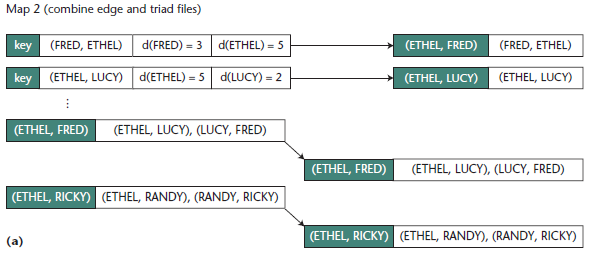 Map 2 (combine edge and triad files)
key (FRED, ETHEL) d(FRED) = 3 d(ETHEL) = 5 (ETHEL, FRED) (FRED, ETHEL)
key (ETHEL, LUCY) d(ETHEL) = 5 d(LUCY) = 2 (ETHEL, LUCY) (ETHEL, LUCY)
⋮
(ETHEL, FRED) (ETHEL, LUCY), (LUCY, FRED)
(ETHEL, FRED) (ETHEL, LUCY), (LUCY, FRED)
(ETHEL, RICKY) (ETHEL, RANDY), (RANDY, RICKY)
(ETHEL, RICKY) (ETHEL, RANDY), (RANDY, RICKY)
(a)